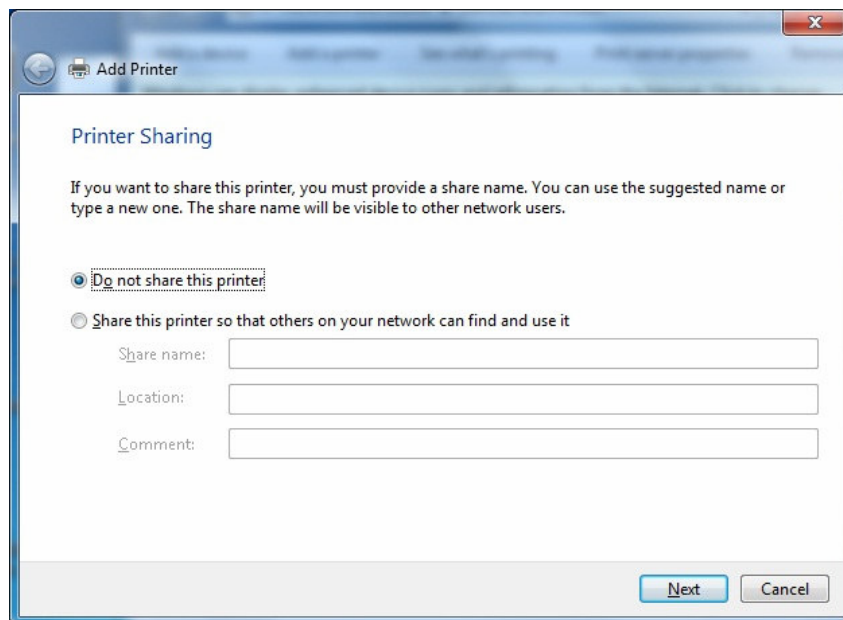 Add Printer
Printer Sharing
If you want to share this printer, you must provide a share name. You can use the suggested name or
type a new one. The share name will be visible to other network users.
Do not share this printer
Share this printer so that others on your network can find and use it
Share name:
Location:
Comment:
Next
Cancel